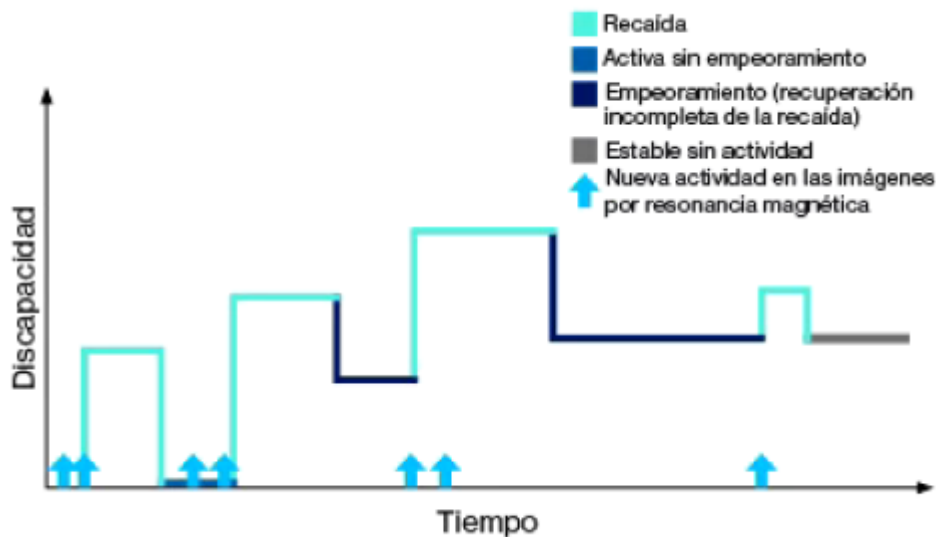 Recaída
Activa sin empeoramiento
Empeoramiento (recuperación
incompleta de la recaída)
Estable sin actividad
Nueva actividad en las imágenes
por resonancia magnética
Discapacidad
Tiempo